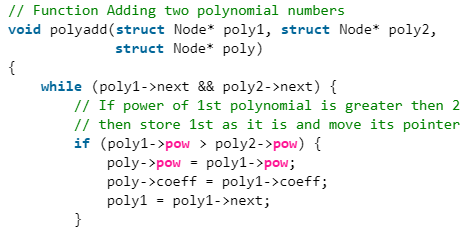 // Function Adding two polynomial numbers
void polyadd(struct Node* poly1, struct Node* poly2,
             struct Node* poly)
{
    while (poly1->next && poly2->next) {
        // If power of 1st polynomial is greater then 2
        // then store 1st as it is and move its pointer
        if (poly1->pow > poly2->pow) {
            poly->pow = poly1->pow;
            poly->coeff = poly1->coeff;
            poly1 = poly1->next;
        }